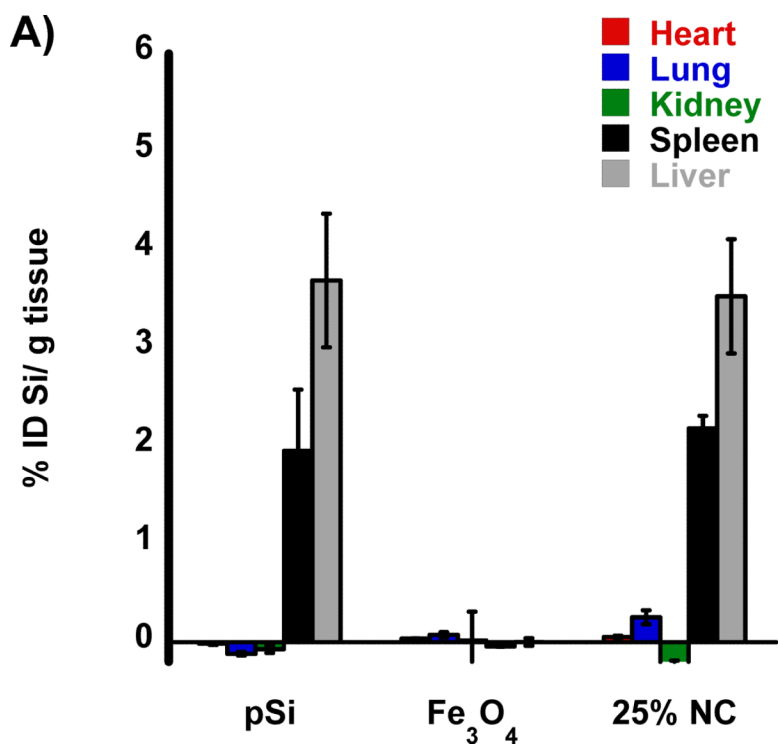 A)
Heart
Lung
Kidney
Spleen
Liver
% ID Si/ g tissue
6
5
4
3
2
1
0
pSi
Fe₃O₄
25% NC